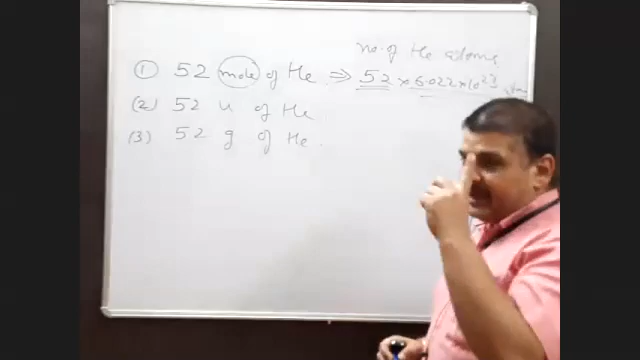 no. of He atoms
① 52 mole of He ⇒ 52 × 6.022 × 10²³
(2) 52 u of He
(3) 52 g of He.